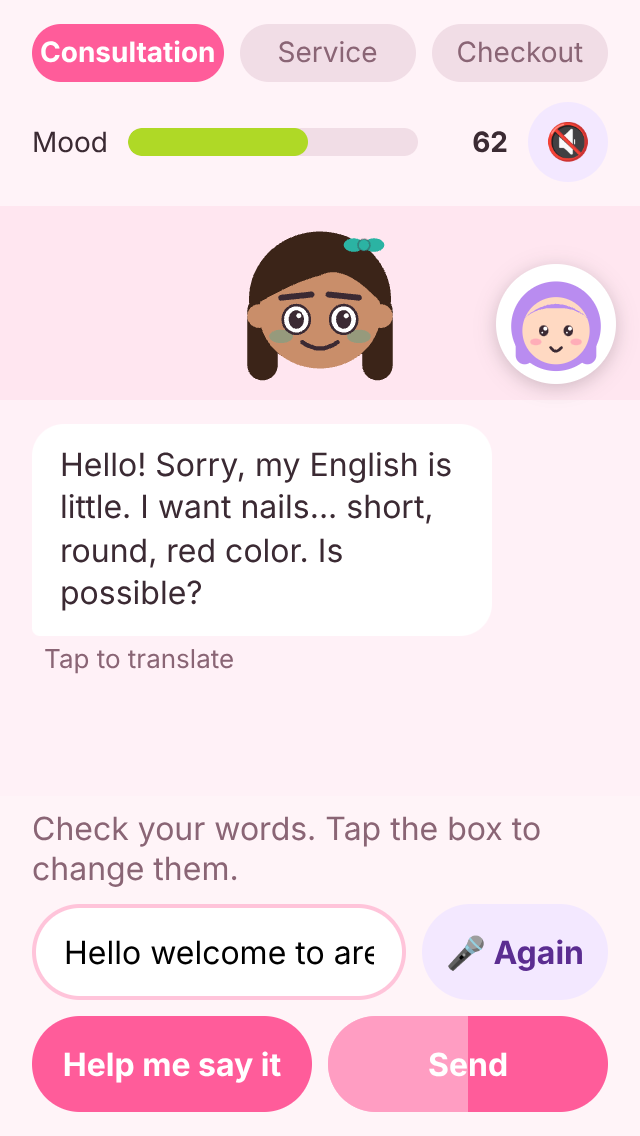 Consultation
Service
Checkout
Mood
62
Hello! Sorry, my English is
little. I want nails... short,
round, red color. Is
possible?
Tap to translate
Check your words. Tap the box to
change them.
Hello welcome to are
🎤 Again
Help me say it
Send